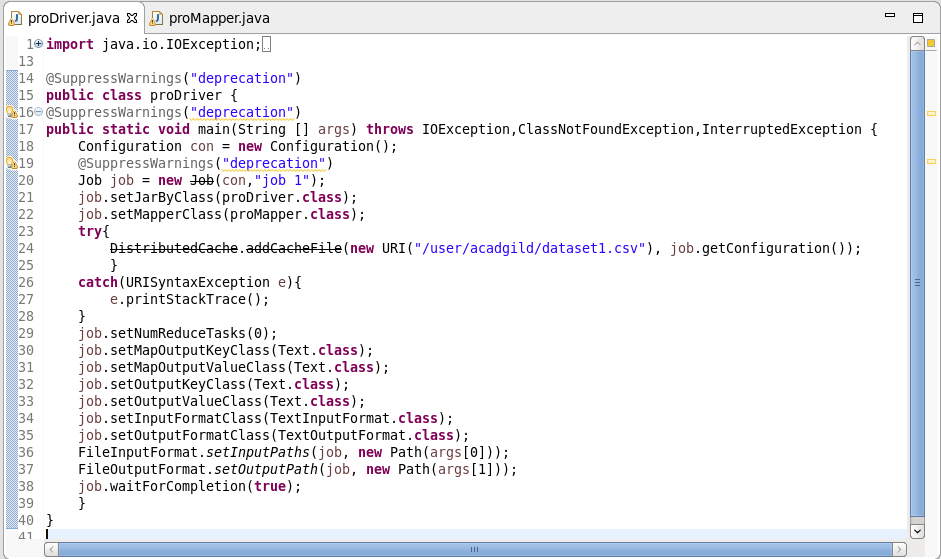 proDriver.java proMapper.java
1 import java.io.IOException;
13
14 @SuppressWarnings("deprecation")
15 public class proDriver {
16 @SuppressWarnings("deprecation")
17 public static void main(String [] args) throws IOException,ClassNotFoundException,InterruptedException {
18 Configuration con = new Configuration();
19 @SuppressWarnings("deprecation")
20 Job job = new Job(con,"job 1");
21 job.setJarByClass(proDriver.class);
22 job.setMapperClass(proMapper.class);
23 try{
24 DistributedCache.addCacheFile(new URI("/user/acadgild/dataset1.csv"), job.getConfiguration());
25 }
26 catch(URISyntaxException e){
27 e.printStackTrace();
28 }
29 job.setNumReduceTasks(0);
30 job.setMapOutputKeyClass(Text.class);
31 job.setMapOutputValueClass(Text.class);
32 job.setOutputKeyClass(Text.class);
33 job.setOutputValueClass(Text.class);
34 job.setInputFormatClass(TextInputFormat.class);
35 job.setOutputFormatClass(TextOutputFormat.class);
36 FileInputFormat.setInputPaths(job, new Path(args[0]));
37 FileOutputFormat.setOutputPath(job, new Path(args[1]));
38 job.waitForCompletion(true);
39 }
40 }
41